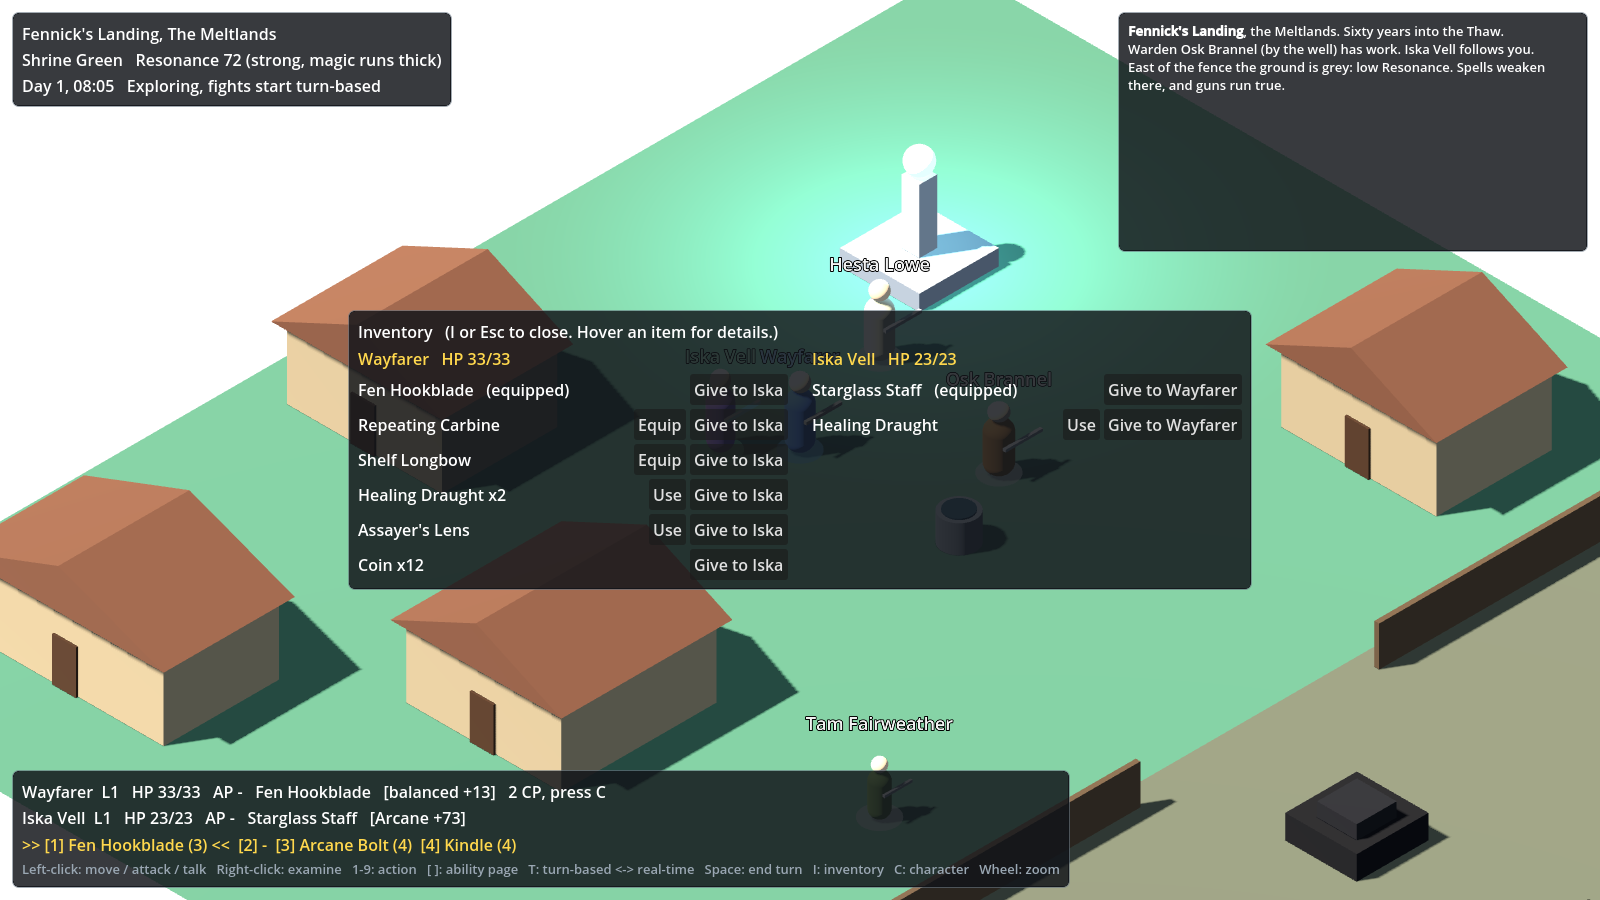 Fennick's Landing, The Meltlands
Shrine Green   Resonance 72 (strong, magic runs thick)
Day 1, 08:05   Exploring, fights start turn-based
Fennick's Landing, the Meltlands. Sixty years into the Thaw.
Warden Osk Brannel (by the well) has work. Iska Vell follows you.
East of the fence the ground is grey: low Resonance. Spells weaken
there, and guns run true.
Hesta Lowe
Inventory   (I or Esc to close. Hover an item for details.)
Iska Vell Wayfarer
Osk Brannel
Wayfarer   HP 33/33
Fen Hookblade   (equipped)   Give to Iska
Repeating Carbine   Equip   Give to Iska
Shelf Longbow   Equip   Give to Iska
Healing Draught x2   Use   Give to Iska
Assayer's Lens   Use   Give to Iska
Coin x12   Give to Iska
Iska Vell   HP 23/23
Starglass Staff   (equipped)   Give to Wayfarer
Healing Draught   Use   Give to Wayfarer
Tam Fairweather
Wayfarer  L1   HP 33/33   AP -   Fen Hookblade   [balanced +13]   2 CP, press C
Iska Vell  L1   HP 23/23   AP -   Starglass Staff   [Arcane +73]
>> [1] Fen Hookblade (3) <<  [2] -  [3] Arcane Bolt (4)  [4] Kindle (4)
Left-click: move / attack / talk   Right-click: examine   1-9: action   [ ]: ability page   T: turn-based <-> real-time   Space: end turn   I: inventory   C: character   Wheel: zoom